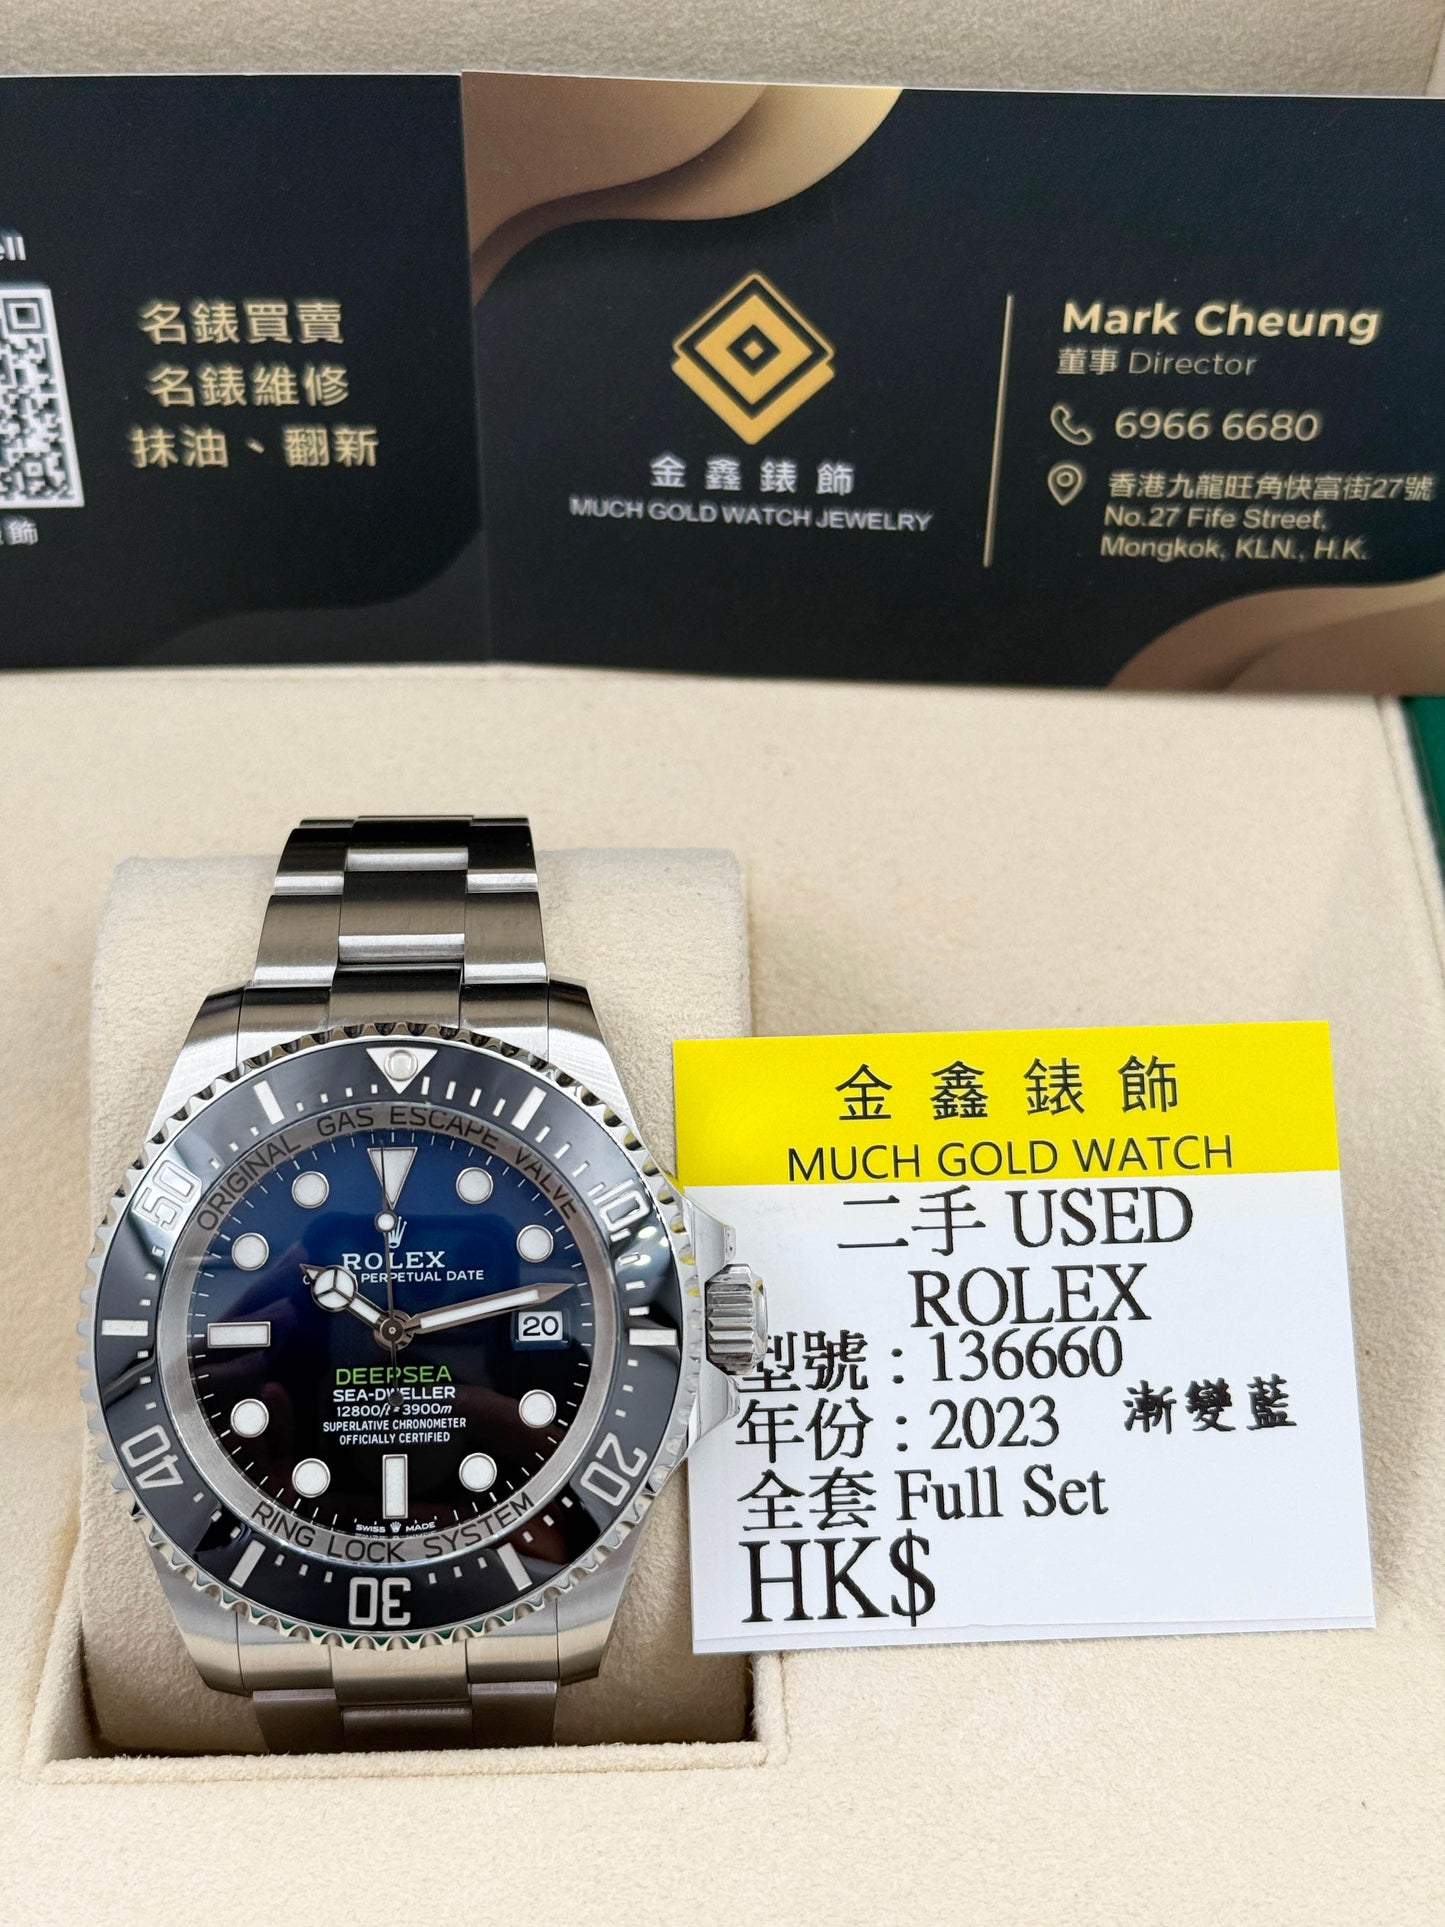 名錶買賣
名錶維修
抹油、翻新
金鑫錶飾
MUCH GOLD WATCH JEWELRY
Mark Cheung
董事 Director
6966 6680
香港九龍旺角快富街27號
No.27 Fife Street,
Mongkok, KLN., H.K.
ORIGINAL GAS ESCAPE VALVE
50
10
ROLEX
PERPETUAL DATE
20
DEEPSEA
SEA-DWELLER
12800ft-3900m
SUPERLATIVE CHRONOMETER
OFFICIALLY CERTIFIED
SWISS MADE
RING LOCK SYSTEM
40
20
30
金鑫錶飾
MUCH GOLD WATCH
二手 USED
ROLEX
型號：136660
年份：2023 漸變藍
全套 Full Set
HK$